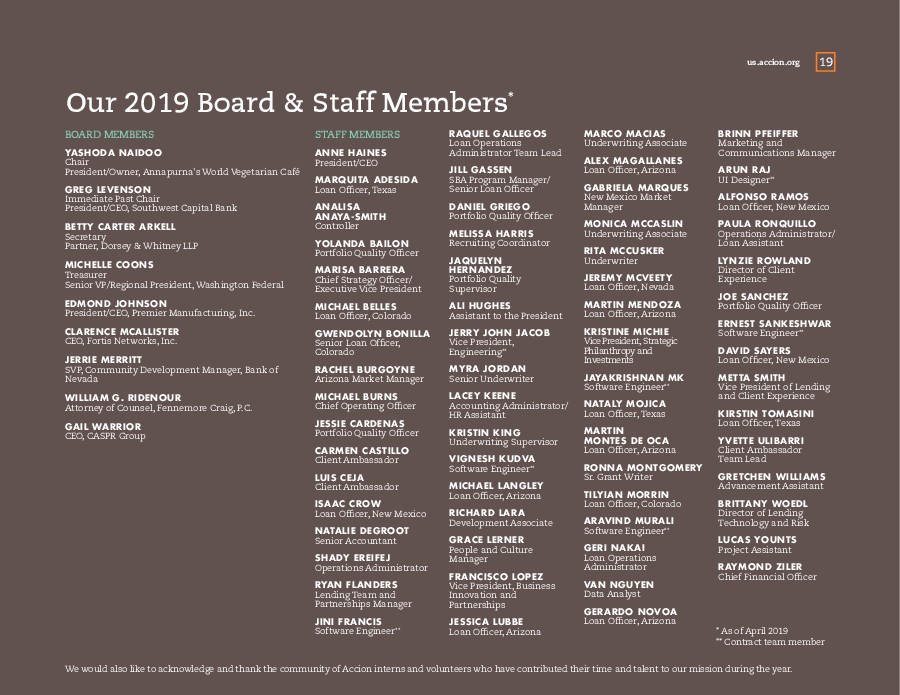 us.accion.org 19
Our 2019 Board & Staff Members*
BOARD MEMBERS
YASHODA NAIDOO
Chair
President/Owner, Annapurna's World Vegetarian Café
GREG LEVENSON
Immediate Past Chair
President/CEO, Southwest Capital Bank
BETTY CARTER ARKELL
Secretary
Partner, Dorsey & Whitney LLP
MICHELLE COONS
Treasurer
Senior VP/Regional President, Washington Federal
EDMOND JOHNSON
President/CEO, Premier Manufacturing, Inc.
CLARENCE MCALLISTER
CEO, Fortis Networks, Inc.
JERRIE MERRITT
SVP, Community Development Manager, Bank of
Nevada
WILLIAM G. RIDENOUR
Attorney of Counsel, Fennemore Craig, P.C.
GAIL WARRIOR
CEO, CASPR Group
STAFF MEMBERS
ANNE HAINES
President/CEO
MARQUITA ADESIDA
Loan Officer, Texas
ANALISA
ANAYA-SMITH
Controller
YOLANDA BAILON
Portfolio Quality Officer
MARISA BARRERA
Chief Strategy Officer/
Executive Vice President
MICHAEL BELLES
Loan Officer, Colorado
GWENDOLYN BONILLA
Senior Loan Officer,
Colorado
RACHEL BURGOYNE
Arizona Market Manager
MICHAEL BURNS
Chief Operating Officer
JESSIE CARDENAS
Portfolio Quality Officer
CARMEN CASTILLO
Client Ambassador
LUIS CEJA
Client Ambassador
ISAAC CROW
Loan Officer, New Mexico
NATALIE DEGROOT
Senior Accountant
SHADY EREIFEJ
Operations Administrator
RYAN FLANDERS
Lending Team and
Partnerships Manager
JINI FRANCIS
Software Engineer**
RAQUEL GALLEGOS
Loan Operations
Administrator Team Lead
JILL GASSEN
SBA Program Manager/
Senior Loan Officer
DANIEL GRIEGO
Portfolio Quality Officer
MELISSA HARRIS
Recruiting Coordinator
JAQUELYN
HERNANDEZ
Portfolio Quality
Supervisor
ALI HUGHES
Assistant to the President
JERRY JOHN JACOB
Vice President,
Engineering**
MYRA JORDAN
Senior Underwriter
LACEY KEENE
Accounting Administrator/
HR Assistant
KRISTIN KING
Underwriting Supervisor
VIGNESH KUDVA
Software Engineer**
MICHAEL LANGLEY
Loan Officer, Arizona
RICHARD LARA
Development Associate
GRACE LERNER
People and Culture
Manager
FRANCISCO LOPEZ
Vice President, Business
Innovation and
Partnerships
JESSICA LUBBE
Loan Officer, Arizona
MARCO MACIAS
Underwriting Associate
ALEX MAGALLANES
Loan Officer, Arizona
GABRIELA MARQUES
New Mexico Market
Manager
MONICA MCCASLIN
Underwriting Associate
RITA MCCUSKER
Underwriter
JEREMY MCVEETY
Loan Officer, Nevada
MARTIN MENDOZA
Loan Officer, Arizona
KRISTINE MICHIE
Vice President, Strategic
Philanthropy and
Investments
JAYAKRISHNAN MK
Software Engineer**
NATALY MOJICA
Loan Officer, Texas
MARTIN
MONTES DE OCA
Loan Officer, Arizona
RONNA MONTGOMERY
Sr. Grant Writer
TILYIAN MORRIN
Loan Officer, Colorado
ARAVIND MURALI
Software Engineer**
GERI NAKAI
Loan Operations
Administrator
VAN NGUYEN
Data Analyst
GERARDO NOVOA
Loan Officer, Arizona
BRINN PFEIFFER
Marketing and
Communications Manager
ARUN RAJ
UI Designer**
ALFONSO RAMOS
Loan Officer, New Mexico
PAULA RONQUILLO
Operations Administrator/
Loan Assistant
LYNZIE ROWLAND
Director of Client
Experience
JOE SANCHEZ
Portfolio Quality Officer
ERNEST SANKESHWAR
Software Engineer**
DAVID SAYERS
Loan Officer, New Mexico
METTA SMITH
Vice President of Lending
and Client Experience
KIRSTIN TOMASINI
Loan Officer, Texas
YVETTE ULIBARRI
Client Ambassador
Team Lead
GRETCHEN WILLIAMS
Advancement Assistant
BRITTANY WOEDL
Director of Lending
Technology and Risk
LUCAS YOUNTS
Project Assistant
RAYMOND ZILER
Chief Financial Officer
* As of April 2019
** Contract team member
We would also like to acknowledge and thank the community of Accion interns and volunteers who have contributed their time and talent to our mission during the year.